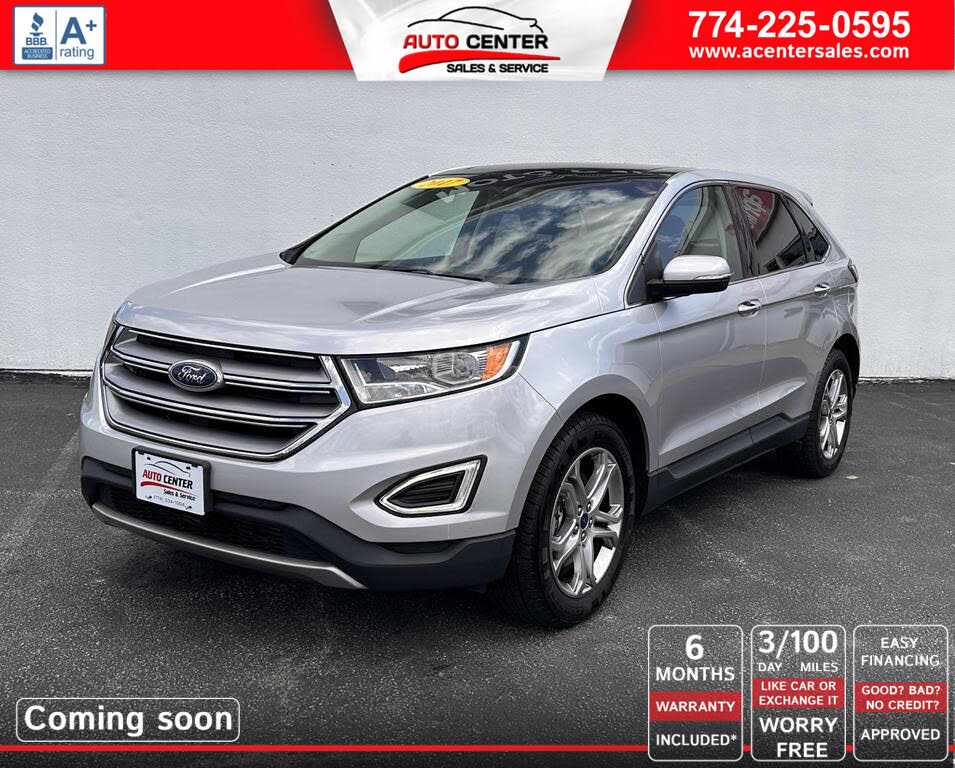 BBB
ACCREDITED
BUSINESS
A+
rating
AUTO CENTER
SALES & SERVICE
774-225-0595
www.acentersales.com
2017
Ford
AUTO CENTER
Sales & Service
Coming soon
6
MONTHS
WARRANTY
INCLUDED*
3/100
DAY MILES
LIKE CAR OR
EXCHANGE IT
WORRY
FREE
EASY
FINANCING
GOOD? BAD?
NO CREDIT?
APPROVED